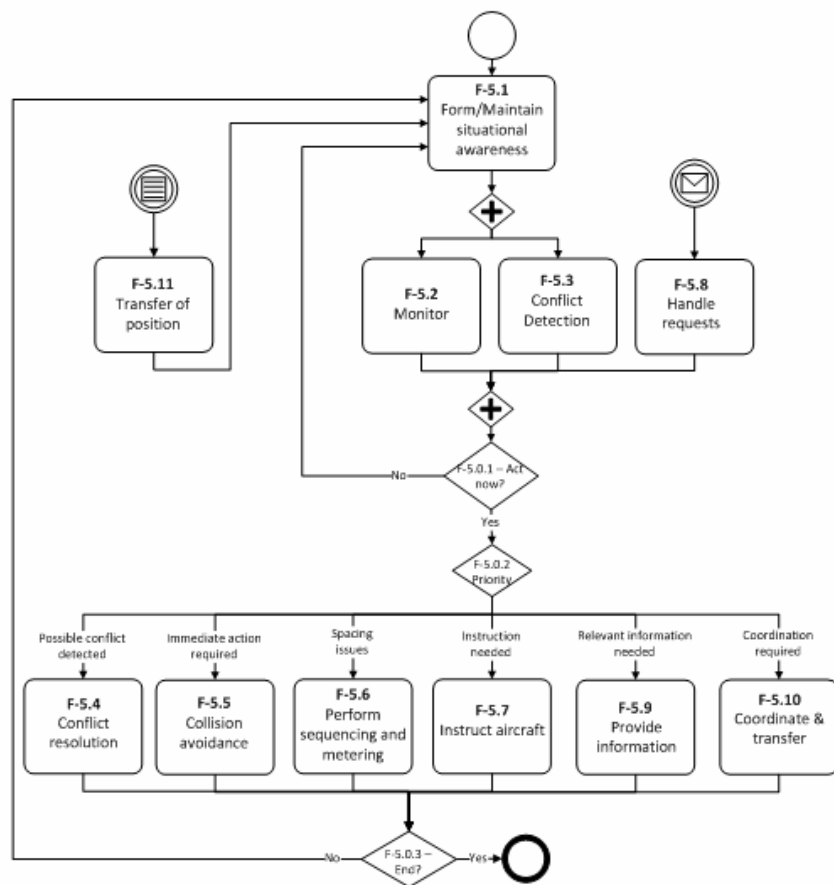 F-5.1
Form/Maintain
situational
awareness
F-5.11
Transfer of
position
F-5.2
Monitor
F-5.3
Conflict
Detection
F-5.8
Handle
requests
F-5.0.1 – Act
now?
No
Yes
F-5.0.2
Priority
Possible conflict
detected
Immediate action
required
Spacing
issues
Instruction
needed
Relevant information
needed
Coordination
required
F-5.4
Conflict
resolution
F-5.5
Collision
avoidance
F-5.6
Perform
sequencing and
metering
F-5.7
Instruct aircraft
F-5.9
Provide
information
F-5.10
Coordinate &
transfer
No
F-5.0.3 –
End?
Yes